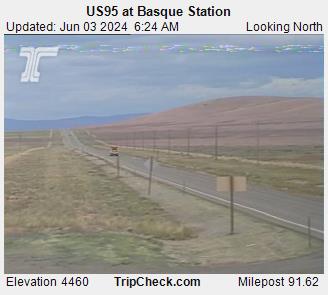 US95 at Basque Station
Updated: Jun 03 2024 6:24 AM Looking North
Elevation 4460 TripCheck.com Milepost 91.62